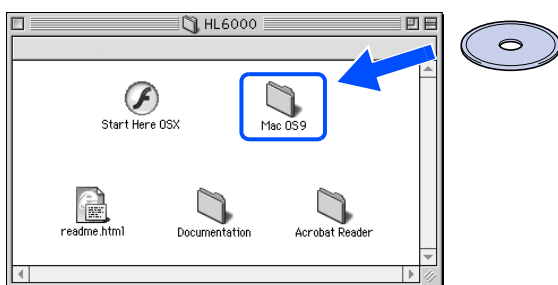 HL6000
Start Here OSX
Mac OS9
readme.html
Documentation
Acrobat Reader